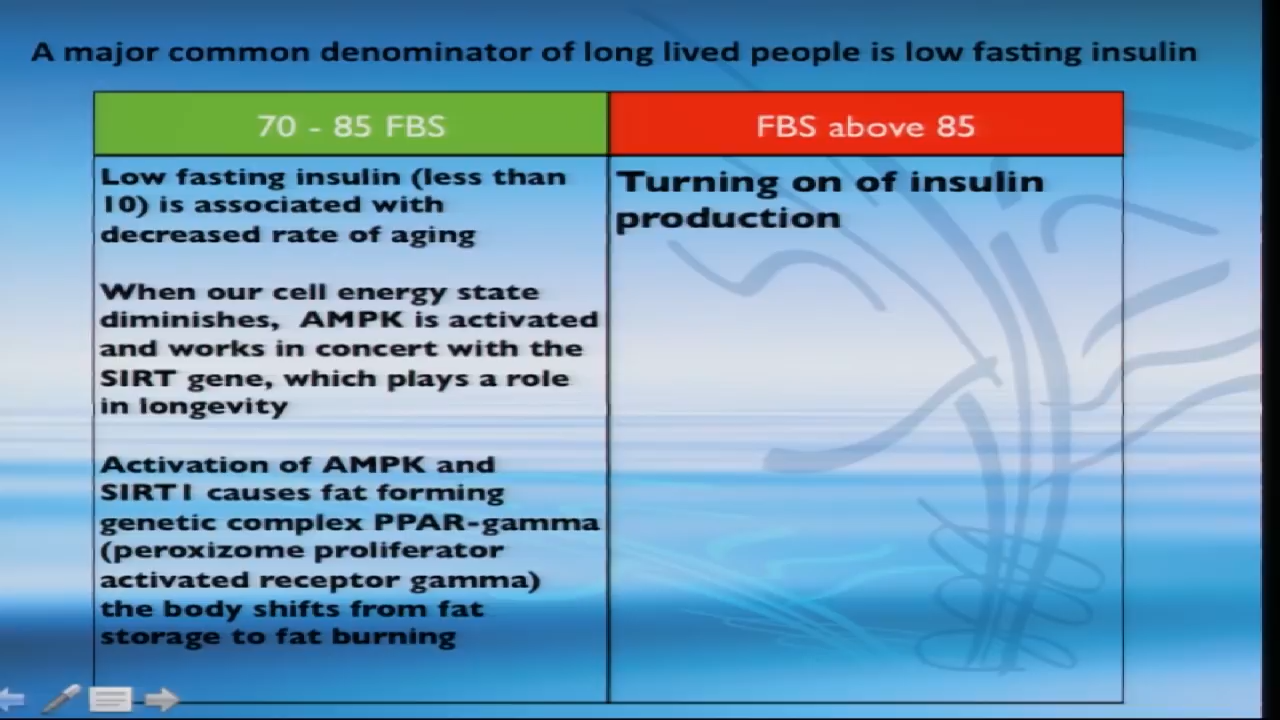 A major common denominator of long lived people is low fasting insulin
70 - 85 FBS
FBS above 85
Low fasting insulin (less than
10) is associated with
decreased rate of aging
When our cell energy state
diminishes, AMPK is activated
and works in concert with the
SIRT gene, which plays a role
in longevity
Activation of AMPK and
SIRT1 causes fat forming
genetic complex PPAR-gamma
(peroxizome proliferator
activated receptor gamma)
the body shifts from fat
storage to fat burning
Turning on of insulin
production